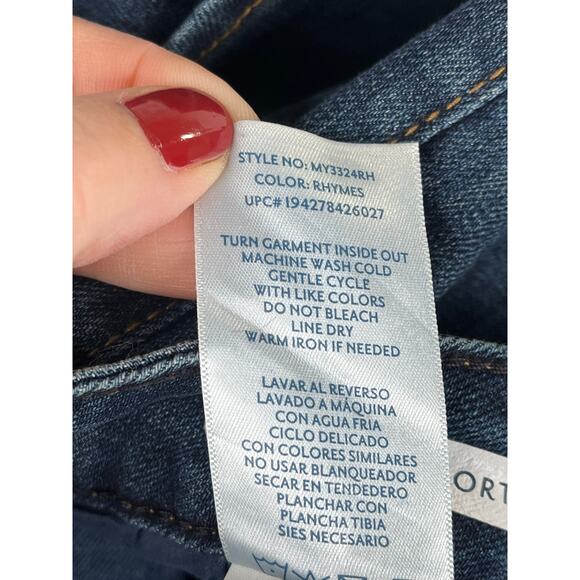 STYLE NO: MY3324RH
COLOR: RHYMES
UPC# 194278426027
TURN GARMENT INSIDE OUT
MACHINE WASH COLD
GENTLE CYCLE
WITH LIKE COLORS
DO NOT BLEACH
LINE DRY
WARM IRON IF NEEDED
LAVAR AL REVERSO
LAVADO A MÁQUINA
CON AGUA FRIA
CICLO DELICADO
CON COLORES SIMILARES
NO USAR BLANQUEADOR
SECAR EN TENDEDERO
PLANCHAR CON
PLANCHA TIBIA
SIES NECESARIO
ORT